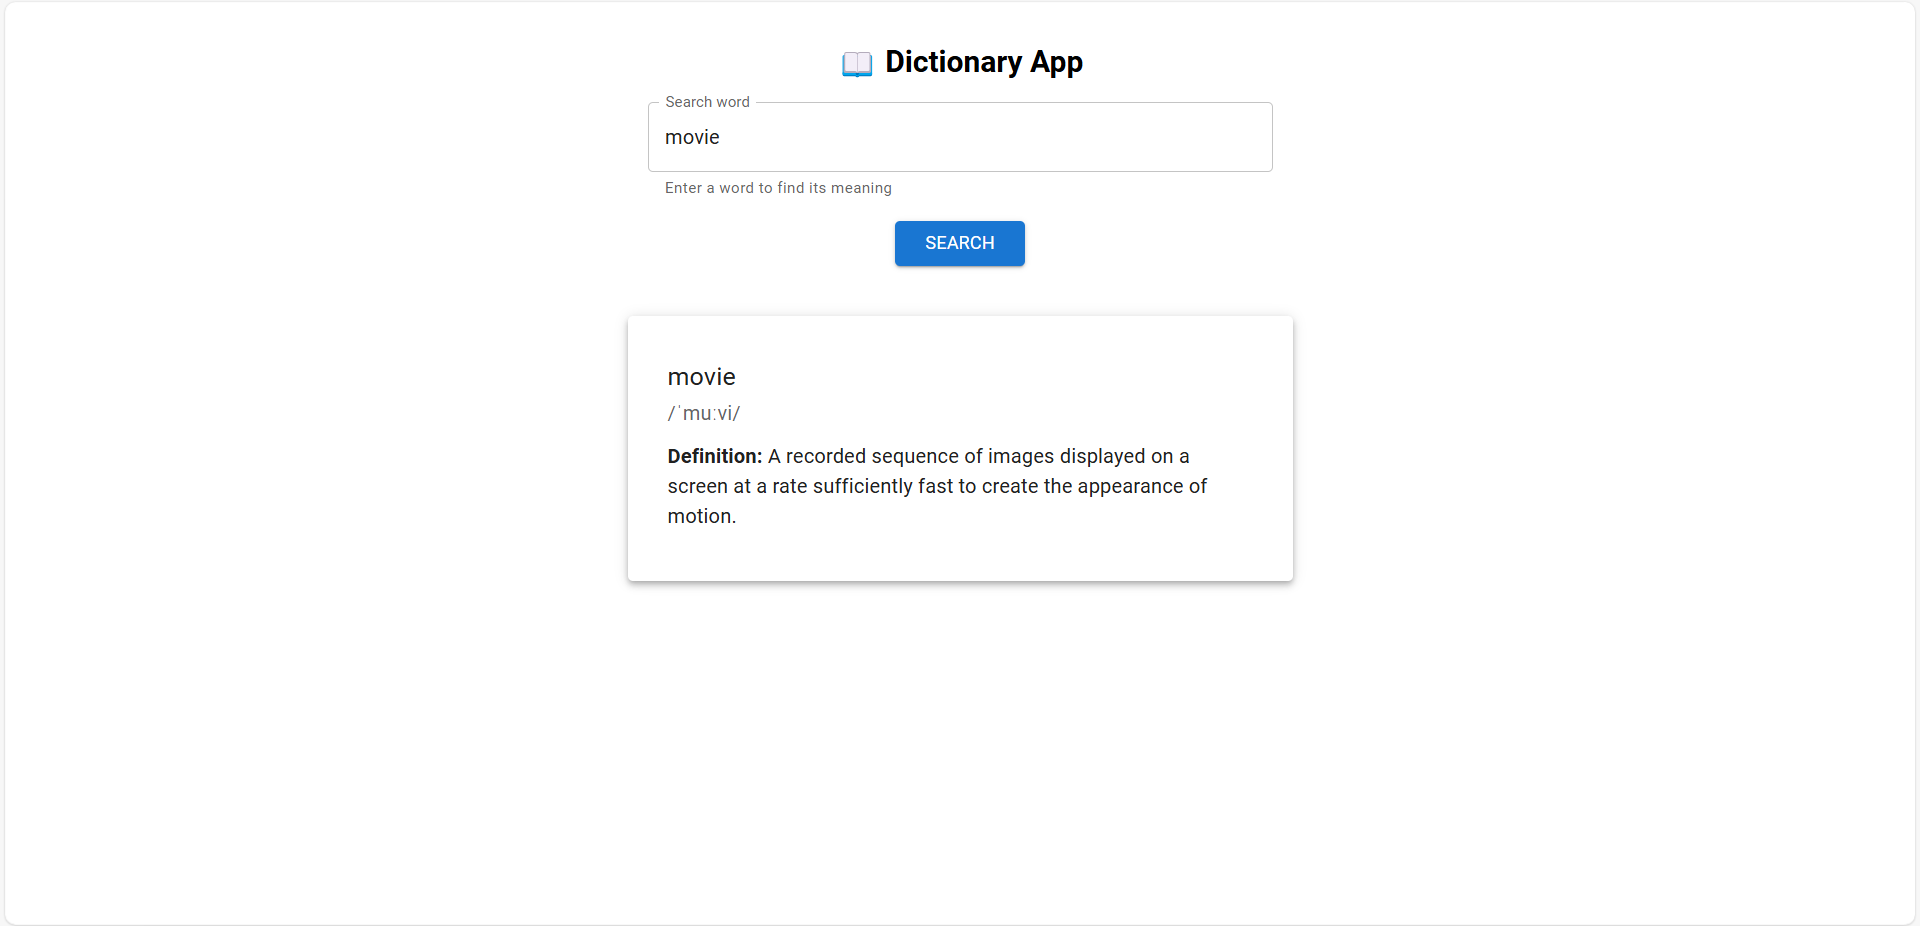 📖 Dictionary App
Search word
movie
Enter a word to find its meaning
SEARCH
movie
/ˈmuːvi/
Definition: A recorded sequence of images displayed on a
screen at a rate sufficiently fast to create the appearance of
motion.